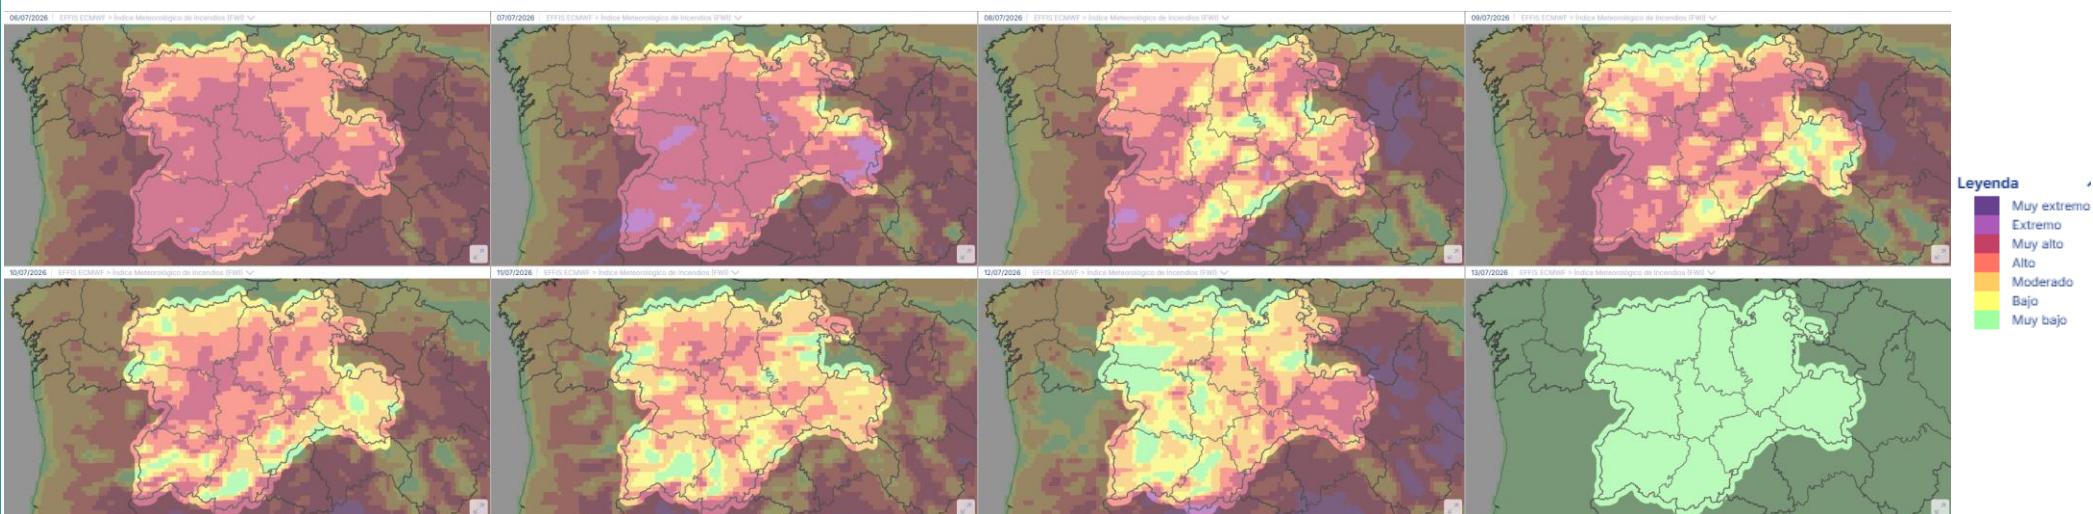 06/07/2026 EFFIS ECMWF > Índice Meteorológico de Incendios (FWI)
07/07/2026 EFFIS ECMWF > Índice Meteorológico de Incendios (FWI)
08/07/2026 EFFIS ECMWF > Índice Meteorológico de Incendios (FWI)
09/07/2026 EFFIS ECMWF > Índice Meteorológico de Incendios (FWI)
10/07/2026 EFFIS ECMWF > Índice Meteorológico de Incendios (FWI)
11/07/2026 EFFIS ECMWF > Índice Meteorológico de Incendios (FWI)
12/07/2026 EFFIS ECMWF > Índice Meteorológico de Incendios (FWI)
13/07/2026 EFFIS ECMWF > Índice Meteorológico de Incendios (FWI)
Leyenda
Muy extremo
Extremo
Muy alto
Alto
Moderado
Bajo
Muy bajo